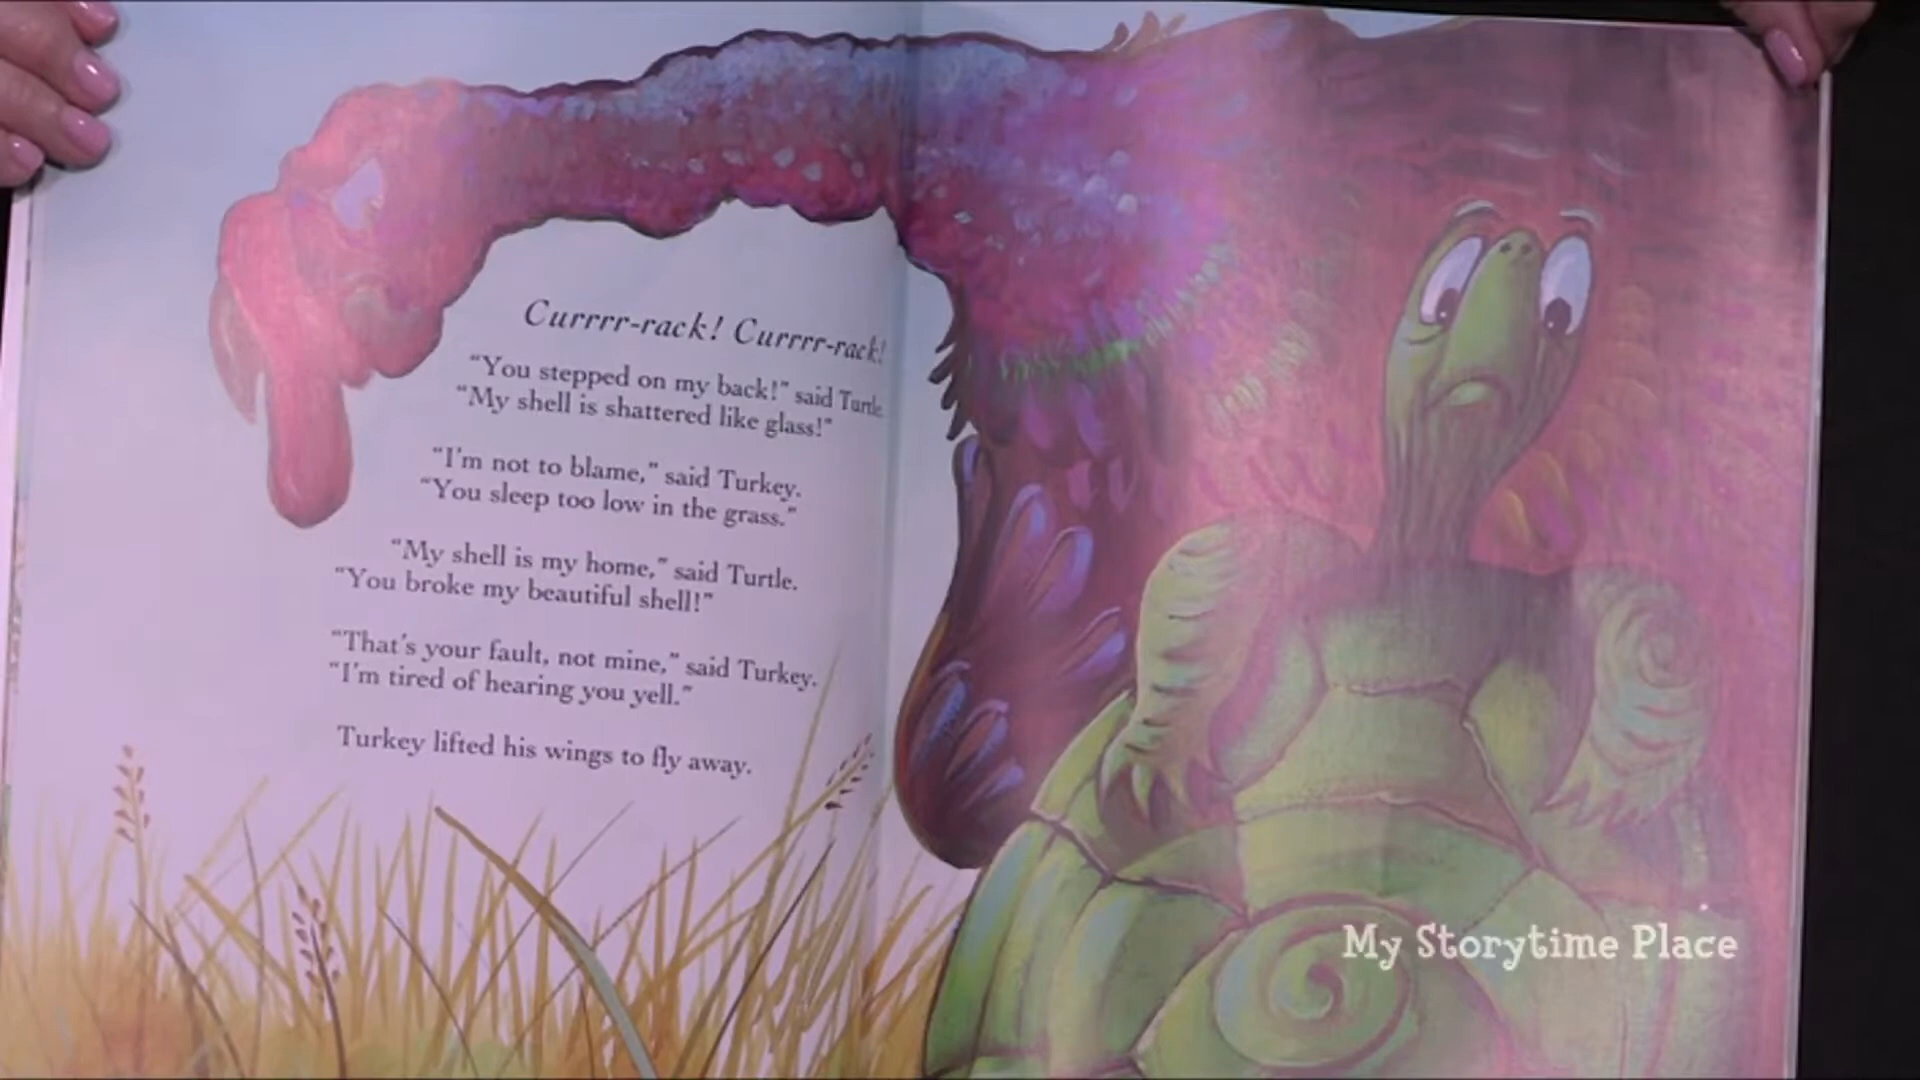 Currrr-rack! Currrr-rack!
“You stepped on my back!” said Turtle.
“My shell is shattered like glass!”
“I’m not to blame,” said Turkey.
“You sleep too low in the grass.”
“My shell is my home,” said Turtle.
“You broke my beautiful shell!”
“That’s your fault, not mine,” said Turkey.
“I’m tired of hearing you yell.”
Turkey lifted his wings to fly away.
My Storytime Place